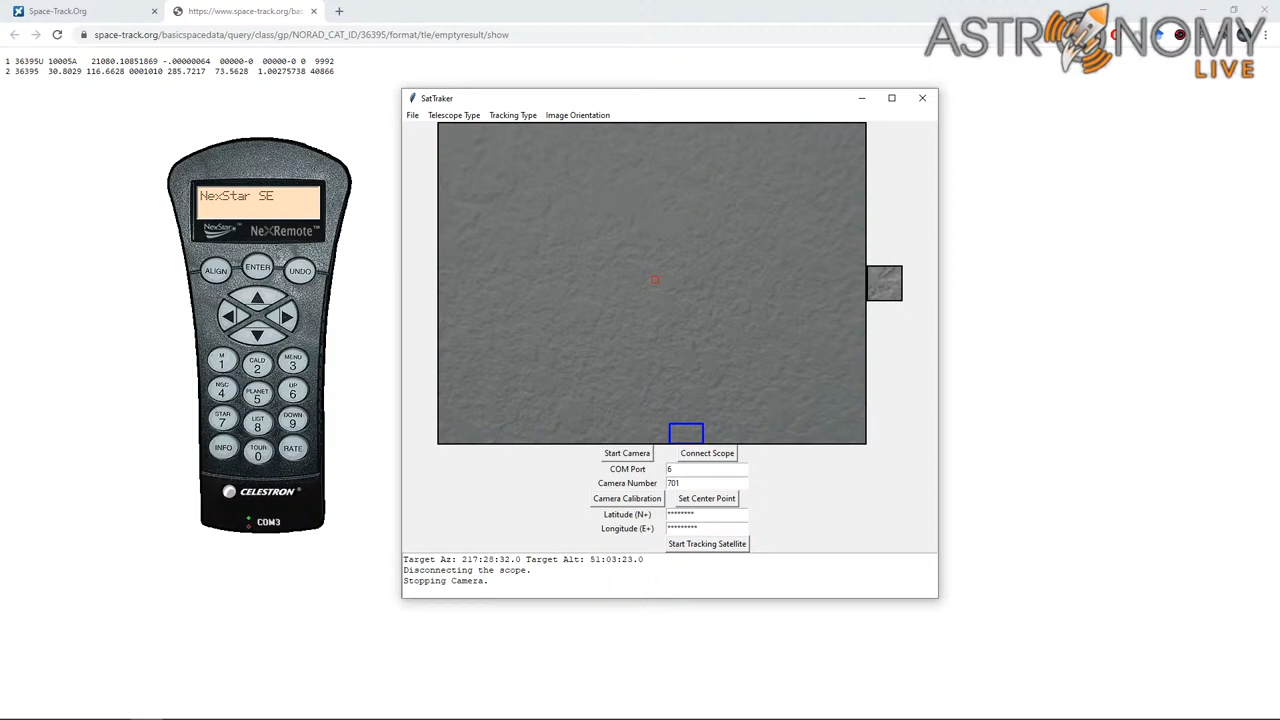 Space-Track.Org
https://www.space-track.org/bas
space-track.org/basicspacedata/query/class/gp/NORAD_CAT_ID/36395/format/tle/emptyresult/show
ASTRONOMY
LIVE
1 36395U 10005A 21080.10851869 -.00000064 00000-0 00000-0 0 9992
2 36395 30.8029 116.6628 0001010 285.7217 73.5628 1.00275738 40866
SatTraker
File Telescope Type Tracking Type Image Orientation
NexStar SE
NexStar™ NeXRemote™
ALIGN ENTER UNDO
M 1 CALD 2 MENU 3
NGC 4 PLANET 5 UP 6
STAR 7 LIST 8 DOWN 9
INFO TOUR 0 RATE
CELESTRON
COM3
Start Camera Connect Scope
COM Port 6
Camera Number 701
Camera Calibration Set Center Point
Latitude (N+) ********
Longitude (E+) *********
Start Tracking Satellite
Target Az: 217:28:32.0 Target Alt: 51:03:23.0
Disconnecting the scope.
Stopping Camera.